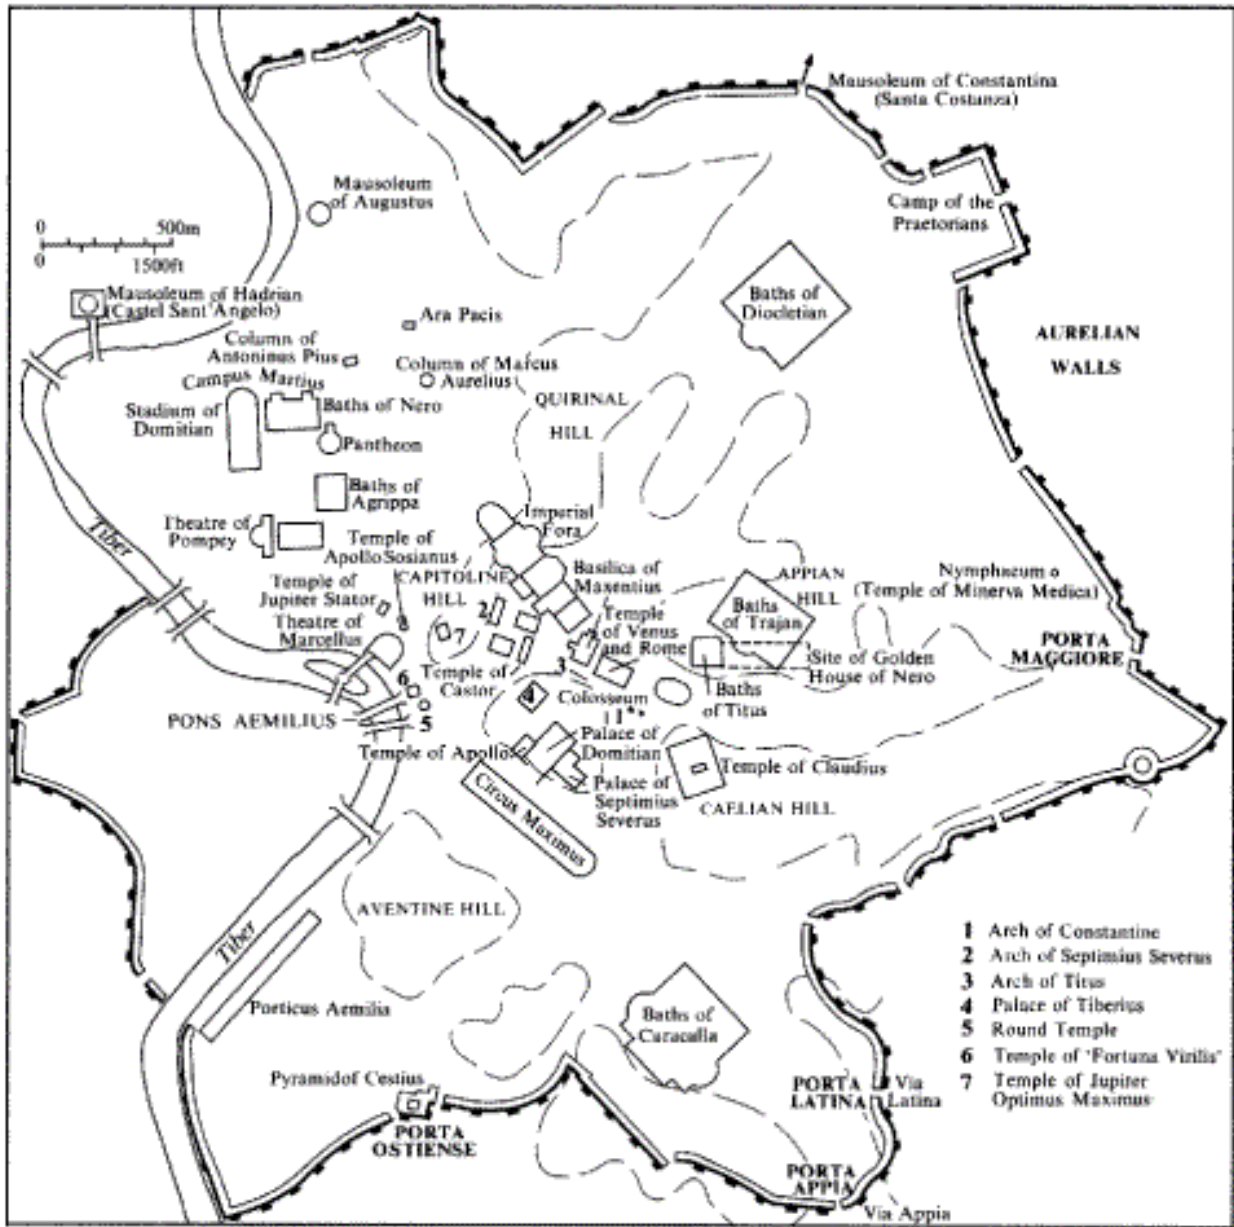 Mausoleum of Constantina
(Santa Costanza)
Mausoleum
of Augustus
Camp of the
Praetorians
0 500m
0 1500ft
Mausoleum of Hadrian
(Castel Sant'Angelo)
Ara Pacis
Baths of
Diocletian
AURELIAN
WALLS
Column of
Antoninus Pius
Column of Marcus
Aurelius
Campus Martius
Stadium of
Domitian
Baths of Nero
Pantheon
QUIRINAL
HILL
Baths of
Agrippa
Theatre of
Pompey
Tiber
Imperial
Fora
Temple of
Apollo Sosianus
Temple of
Jupiter Stator
CAPITOLINE
HILL
Basilica of
Maxentius
APPIAN
HILL
Nymphaeum
(Temple of Minerva Medica)
Theatre of
Marcellus
2
7
Temple
of Venus
and Rome
Baths
of Trajan
PORTA
MAGGIORE
Site of Golden
House of Nero
Temple of
Castor
3
4
6
5
Colosseum
1
Baths
of Titus
PONS AEMILIUS
Temple of Apollo
Palace of
Domitian
Temple of Claudius
Palace of
Septimius
Severus
CAELIAN HILL
Circus Maximus
AVENTINE HILL
Tiber
Porticus Aemilia
Baths of
Caracalla
Pyramidof Cestius
PORTA
OSTIENSE
PORTA
LATINA
Via
Latina
PORTA
APPIA
Via Appia
1 Arch of Constantine
2 Arch of Septimius Severus
3 Arch of Titus
4 Palace of Tiberius
5 Round Temple
6 Temple of 'Fortuna Virilis'
7 Temple of Jupiter
Optimus Maximus